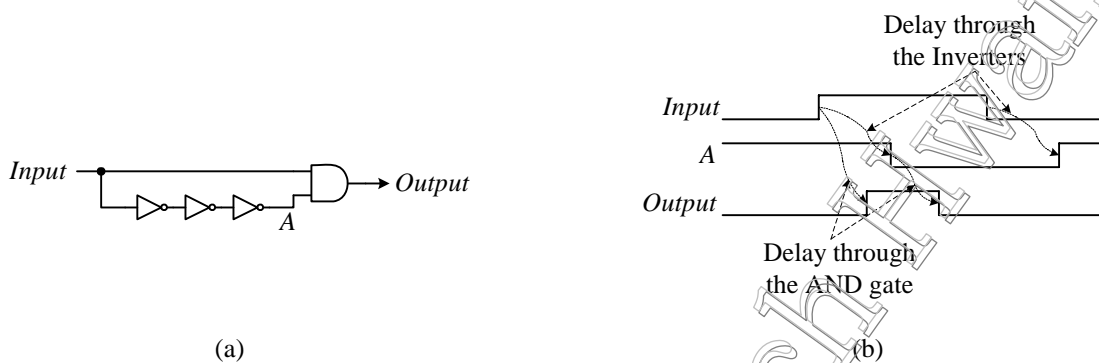 Input
A
Output
(a)
Delay through
the Inverters
Input
A
Output
Delay through
the AND gate
(b)